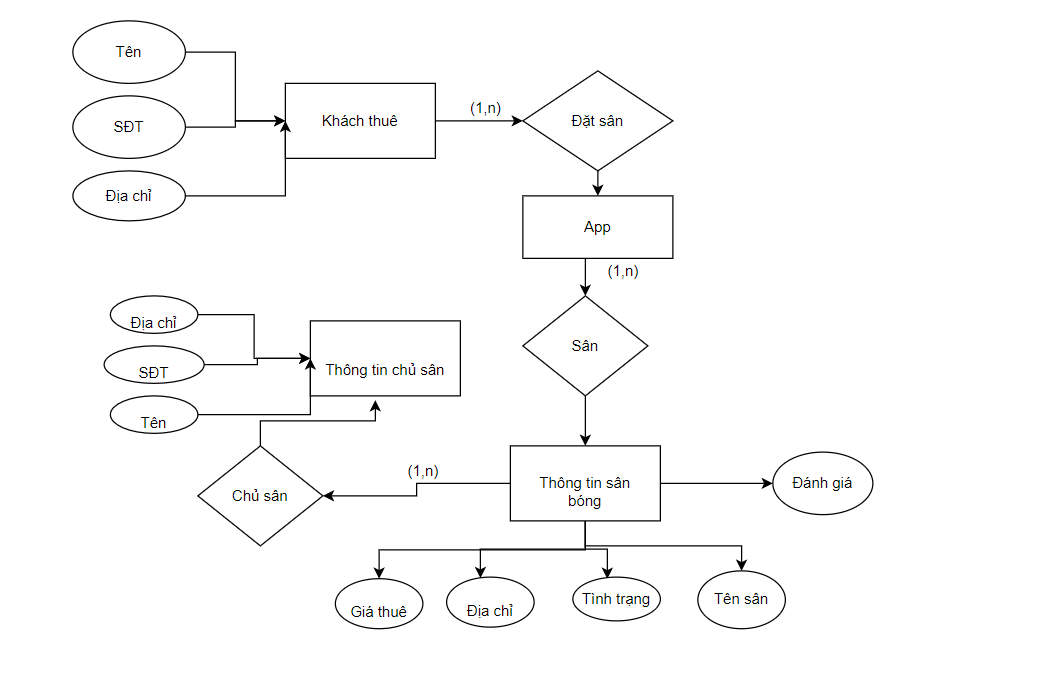 Tên
SĐT
Địa chỉ
Khách thuê
(1,n)
Đặt sân
App
(1,n)
Sân
Địa chỉ
SĐT
Tên
Thông tin chủ sân
Chủ sân
(1,n)
Thông tin sân
bóng
Đánh giá
Giá thuê
Địa chỉ
Tình trạng
Tên sân